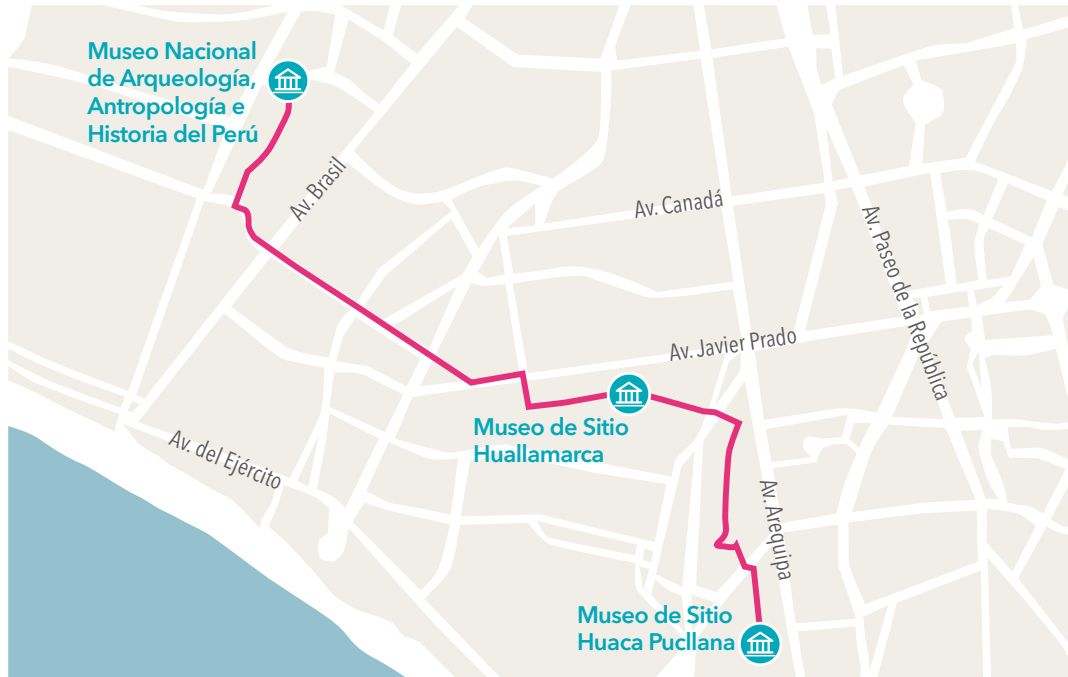 Museo Nacional
de Arqueología,
Antropología e
Historia del Perú
Av. Brasil
Av. Canadá
Av. Paseo de la República
Av. Javier Prado
Museo de Sitio
Huallamarca
Av. del Ejército
Av. Arequipa
Museo de Sitio
Huaca Pucllana